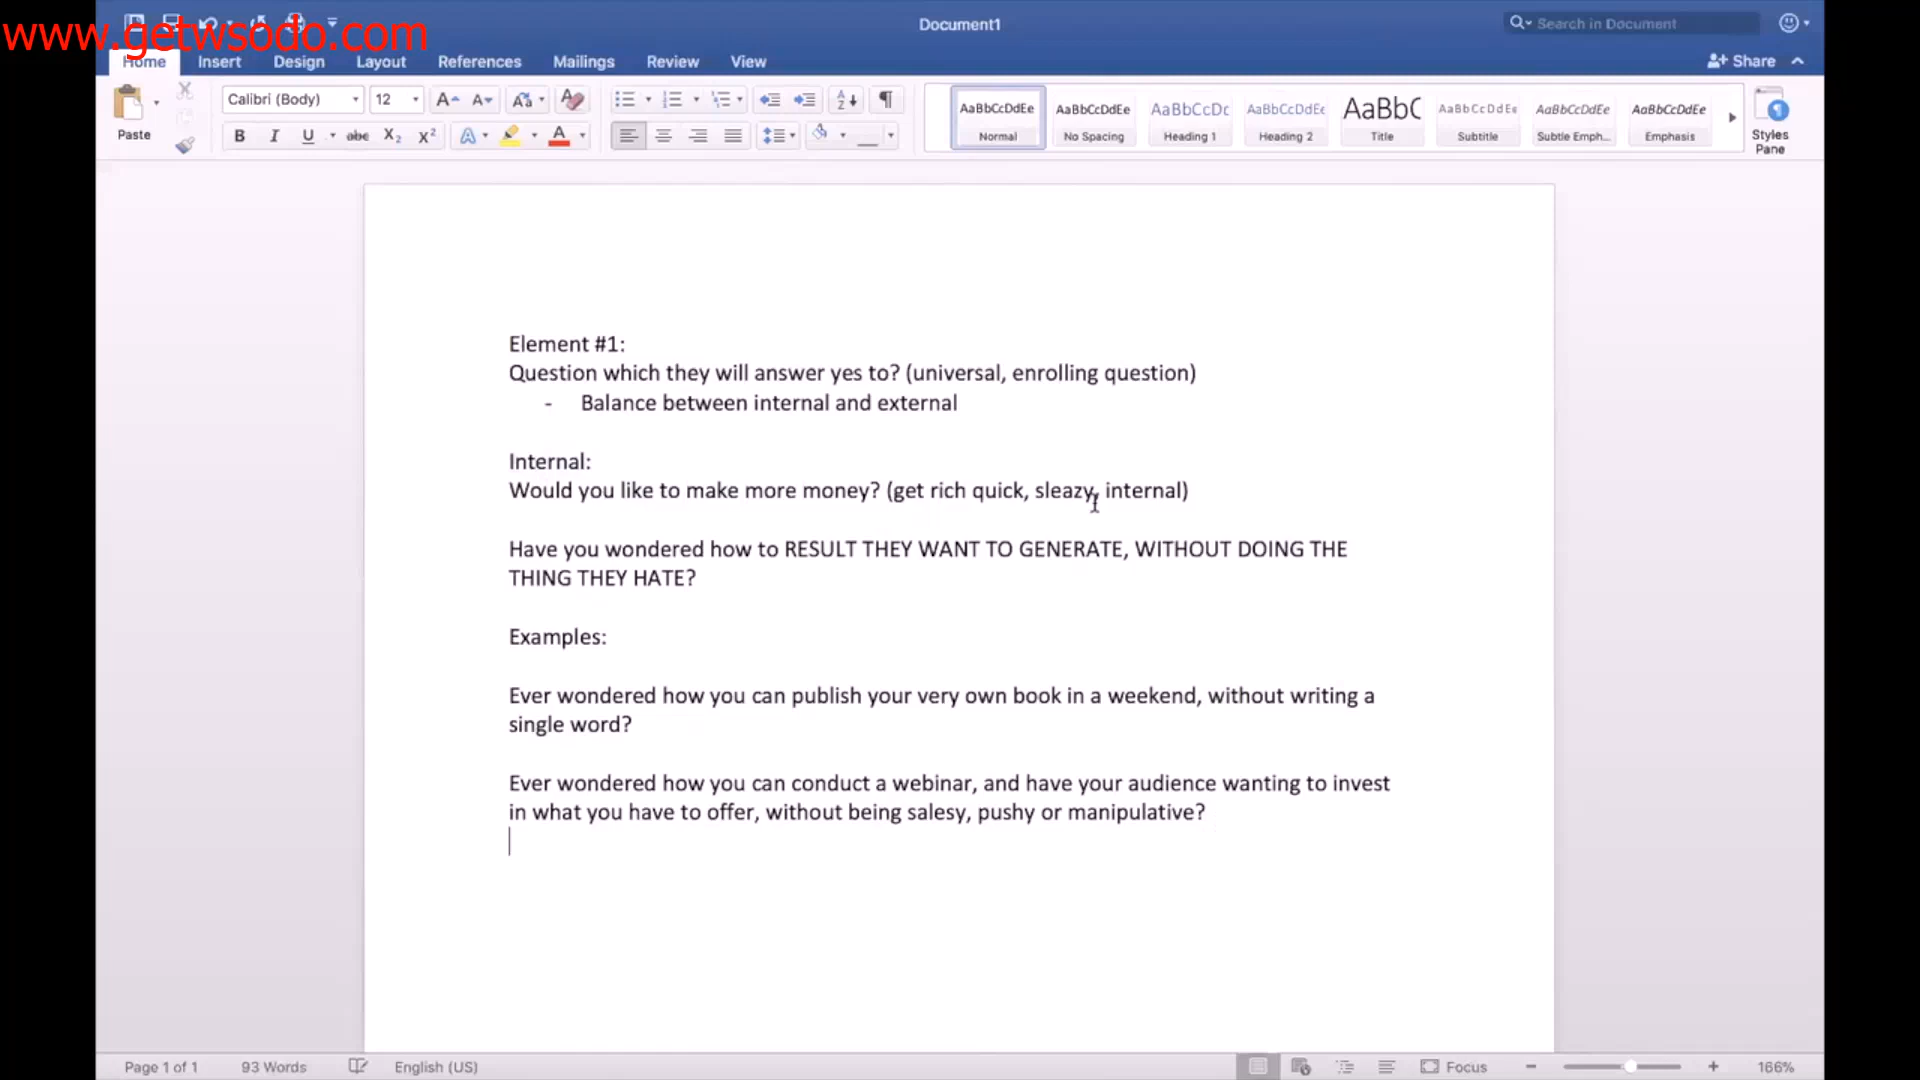 www.getwsodo.com
Document1
Search in Document
Home Insert Design Layout References Mailings Review View
Share
Paste
Calibri (Body) 12
AaBbCcDdEe AaBbCcDdEe AaBbCcDc AaBbCcDdEe AaBbC AaBbCcDdEe AaBbCcDdEe AaBbCcDdEe
Normal No Spacing Heading 1 Heading 2 Title Subtitle Subtle Emph... Emphasis
Styles
Pane
Element #1:
Question which they will answer yes to? (universal, enrolling question)
- Balance between internal and external
Internal:
Would you like to make more money? (get rich quick, sleazy, internal)
Have you wondered how to RESULT THEY WANT TO GENERATE, WITHOUT DOING THE
THING THEY HATE?
Examples:
Ever wondered how you can publish your very own book in a weekend, without writing a
single word?
Ever wondered how you can conduct a webinar, and have your audience wanting to invest
in what you have to offer, without being salesy, pushy or manipulative?
Page 1 of 1 93 Words English (US) Focus 166%